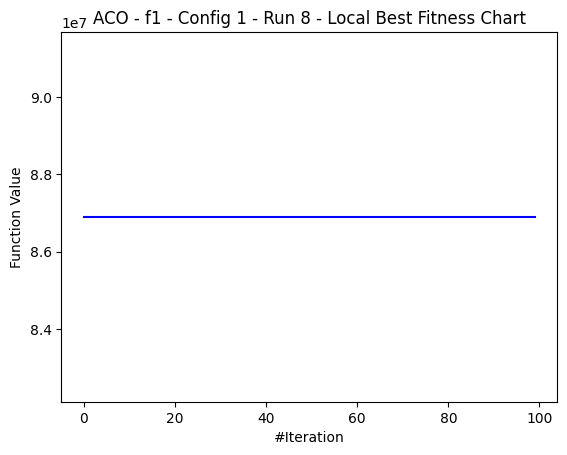 ACO - f1 - Config 1 - Run 8 - Local Best Fitness Chart
1e7
9.0
8.8
8.6
8.4
Function Value
0 20 40 60 80 100
#Iteration